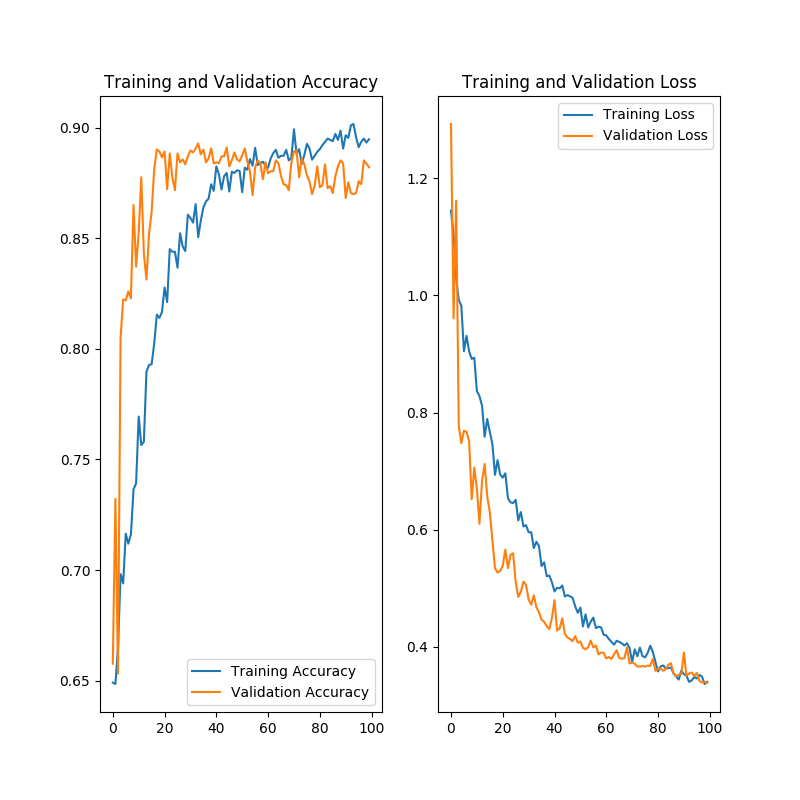 Training and Validation Accuracy
0.90
0.85
0.80
0.75
0.70
0.65
0 20 40 60 80 100
Training Accuracy
Validation Accuracy
Training and Validation Loss
1.2
1.0
0.8
0.6
0.4
0 20 40 60 80 100
Training Loss
Validation Loss